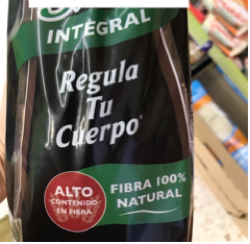 INTEGRAL
Regula
Tu
Cuerpo®
ALTO
CONTENIDO
EN FIBRA
FIBRA 100%
NATURAL